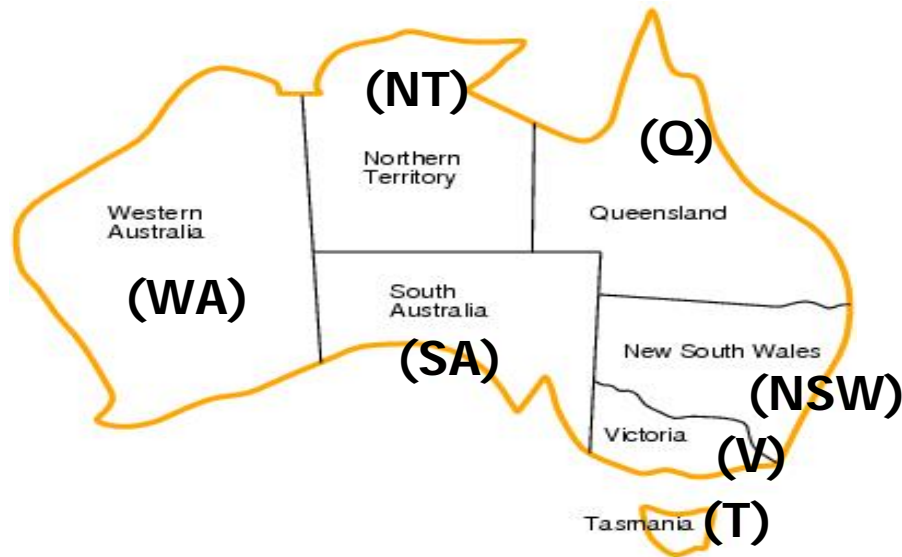 (NT)
(Q)
Northern
Territory
Western
Australia
Queensland
(WA)
South
Australia
(SA)
New South Wales
(NSW)
Victoria
(V)
Tasmania (T)